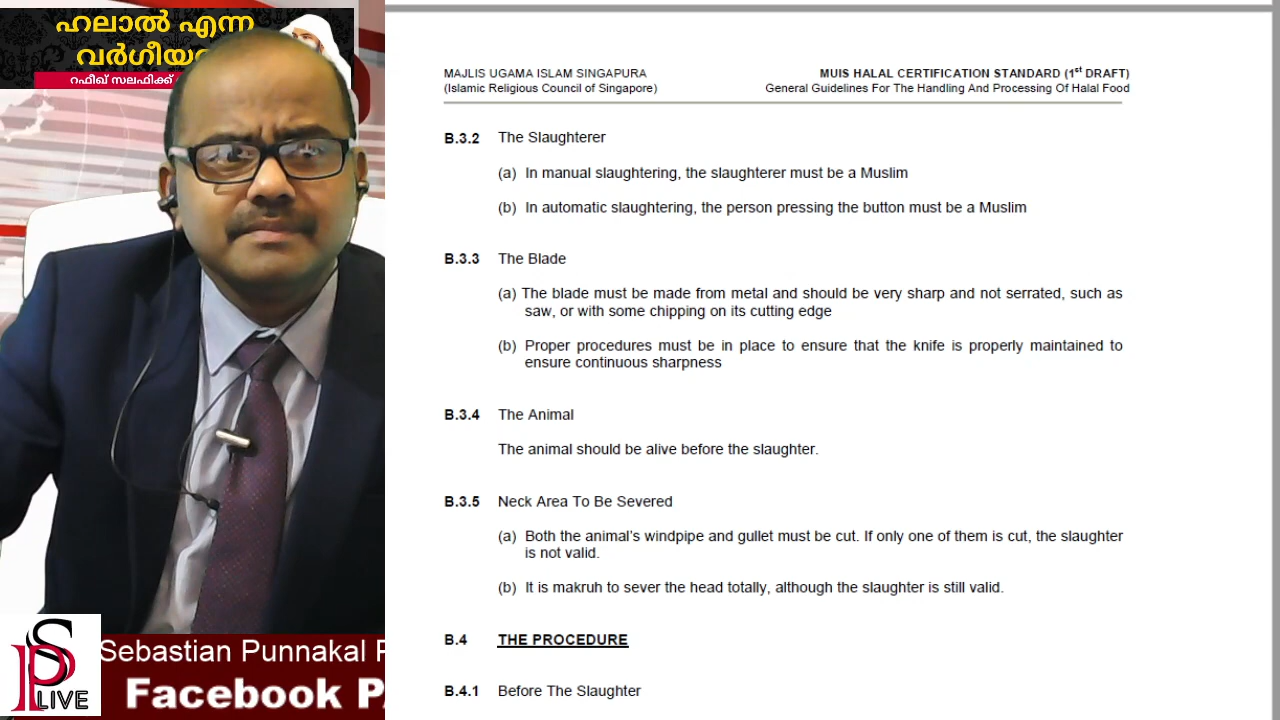 ഹലാൽ എന്ന
റഫീഖ് സലഫിക്ക്
MAJLIS UGAMA ISLAM SINGAPURA
(Islamic Religious Council of Singapore)
MUIS HALAL CERTIFICATION STANDARD (1st DRAFT)
General Guidelines For The Handling And Processing Of Halal Food
B.3.2 The Slaughterer
(a) In manual slaughtering, the slaughterer must be a Muslim
(b) In automatic slaughtering, the person pressing the button must be a Muslim
B.3.3 The Blade
(a) The blade must be made from metal and should be very sharp and not serrated, such as
saw, or with some chipping on its cutting edge
(b) Proper procedures must be in place to ensure that the knife is properly maintained to
ensure continuous sharpness
B.3.4 The Animal
The animal should be alive before the slaughter.
B.3.5 Neck Area To Be Severed
(a) Both the animal's windpipe and gullet must be cut. If only one of them is cut, the slaughter
is not valid.
(b) It is makruh to sever the head totally, although the slaughter is still valid.
B.4 THE PROCEDURE
B.4.1 Before The Slaughter
PS
LIVE
Sebastian Punnakal P
Facebook PA